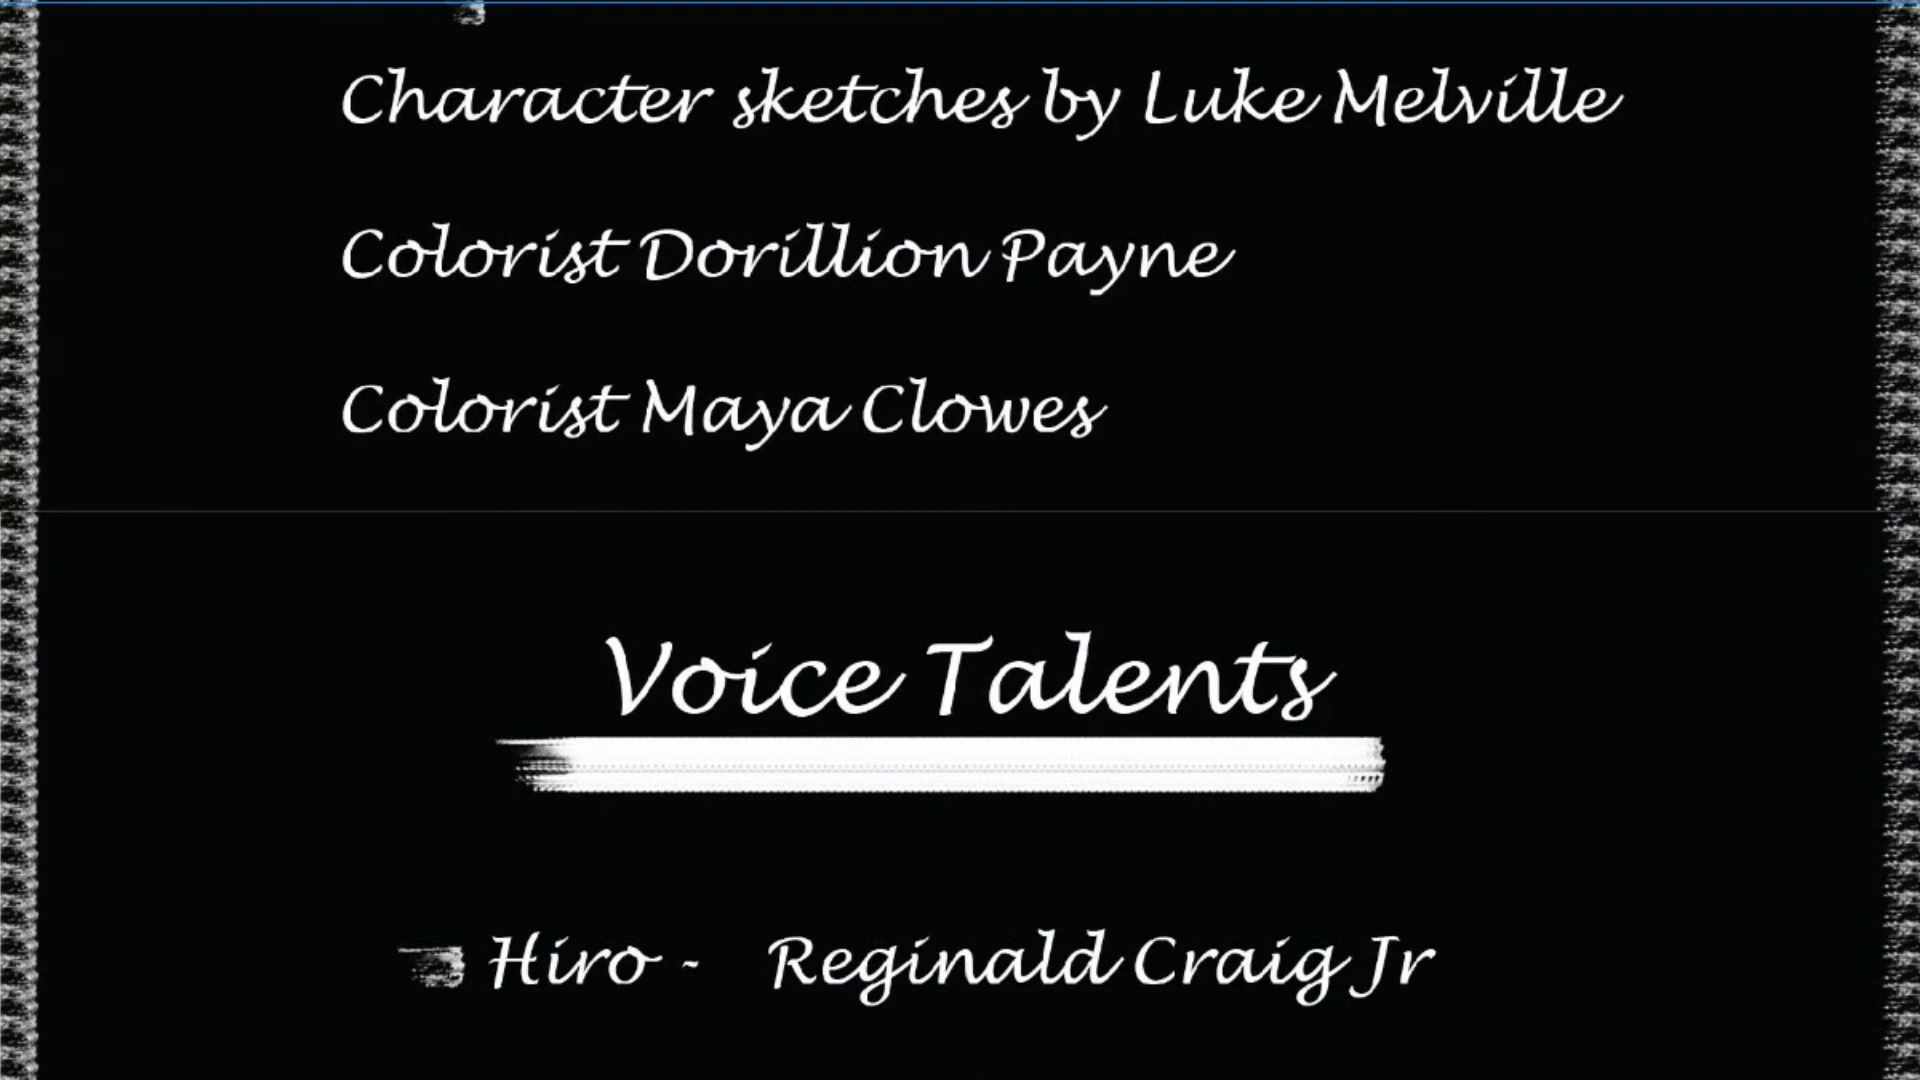 Character sketches by Luke Melville
Colorist Dorillion Payne
Colorist Maya Clowes
Voice Talents
Hiro - Reginald Craig Jr